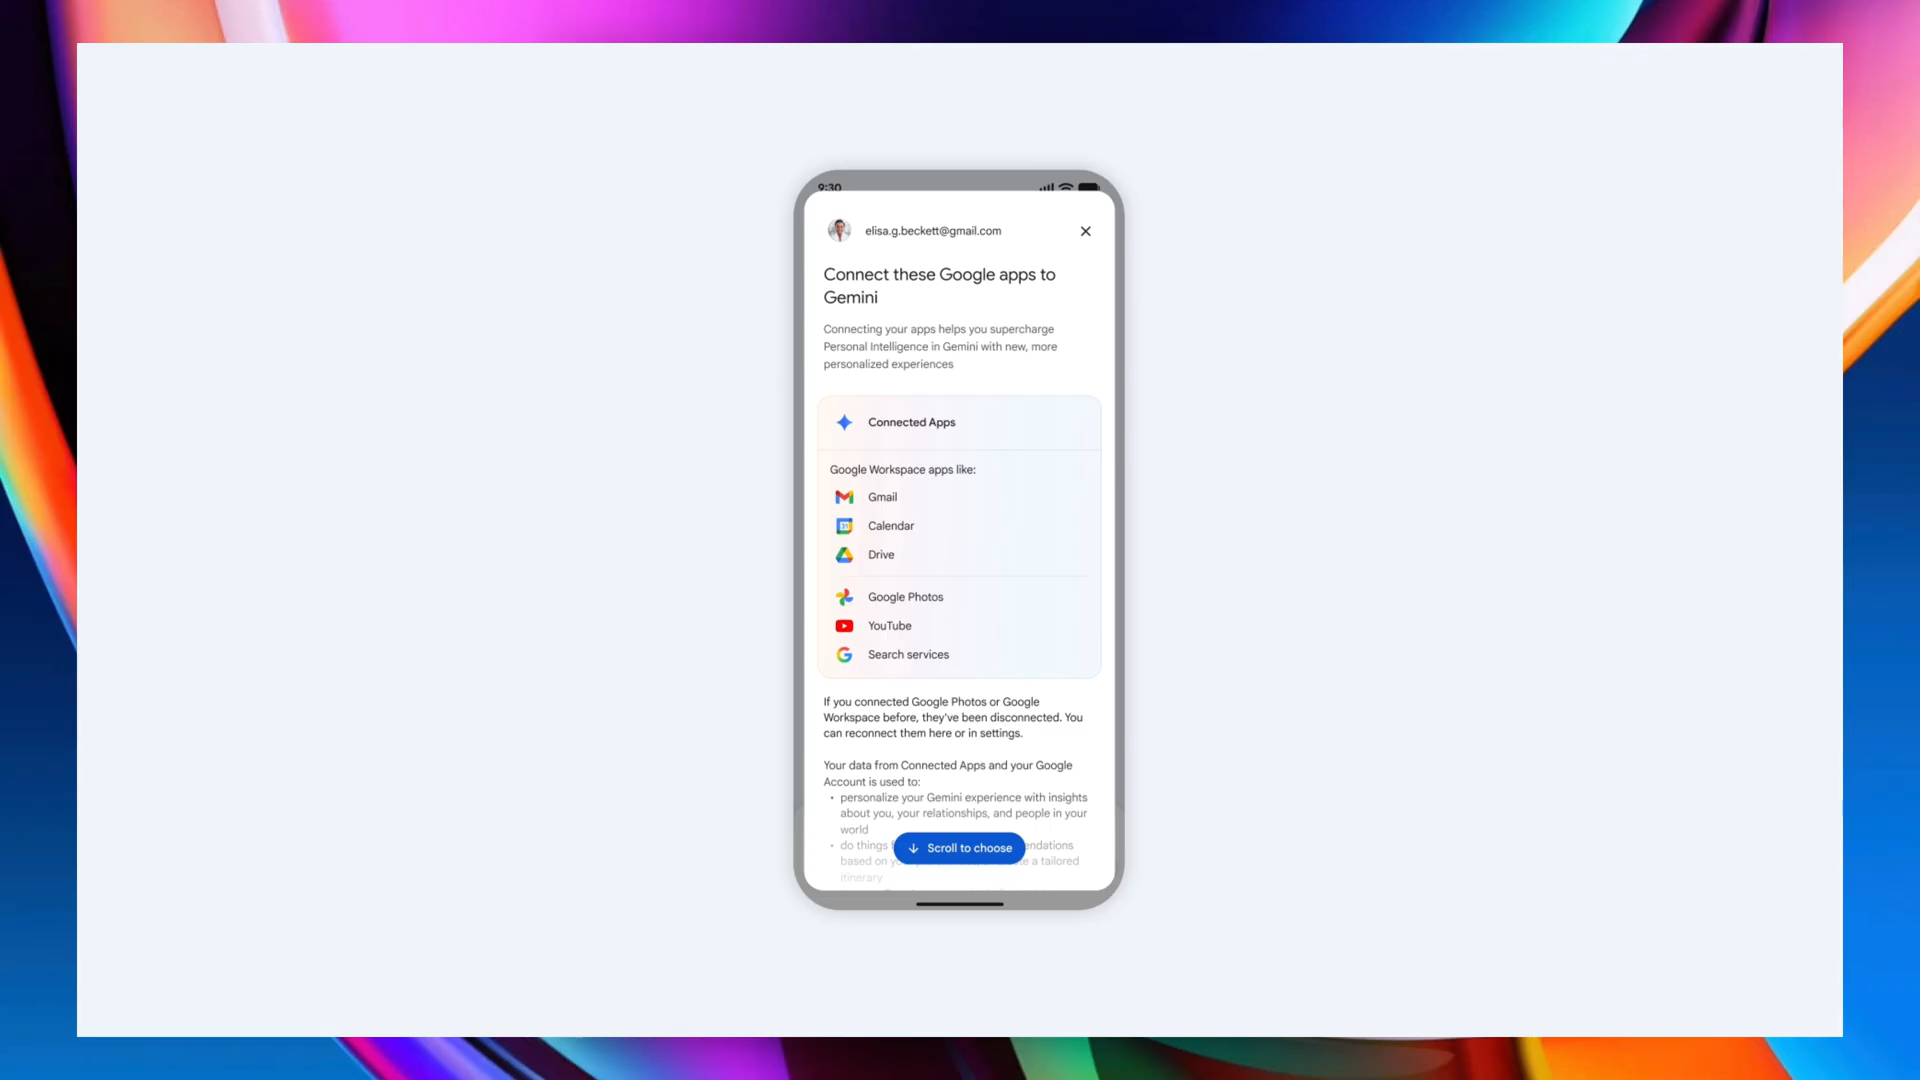 9:30
elisa.g.beckett@gmail.com
Connect these Google apps to
Gemini
Connecting your apps helps you supercharge
Personal Intelligence in Gemini with new, more
personalized experiences
Connected Apps
Google Workspace apps like:
Gmail
31
Calendar
Drive
Google Photos
YouTube
Search services
If you connected Google Photos or Google
Workspace before, they've been disconnected. You
can reconnect them here or in settings.
Your data from Connected Apps and your Google
Account is used to:
• personalize your Gemini experience with insights
about you, your relationships, and people in your
world
• do things
based on
a tailored
itinerary
Scroll to choose